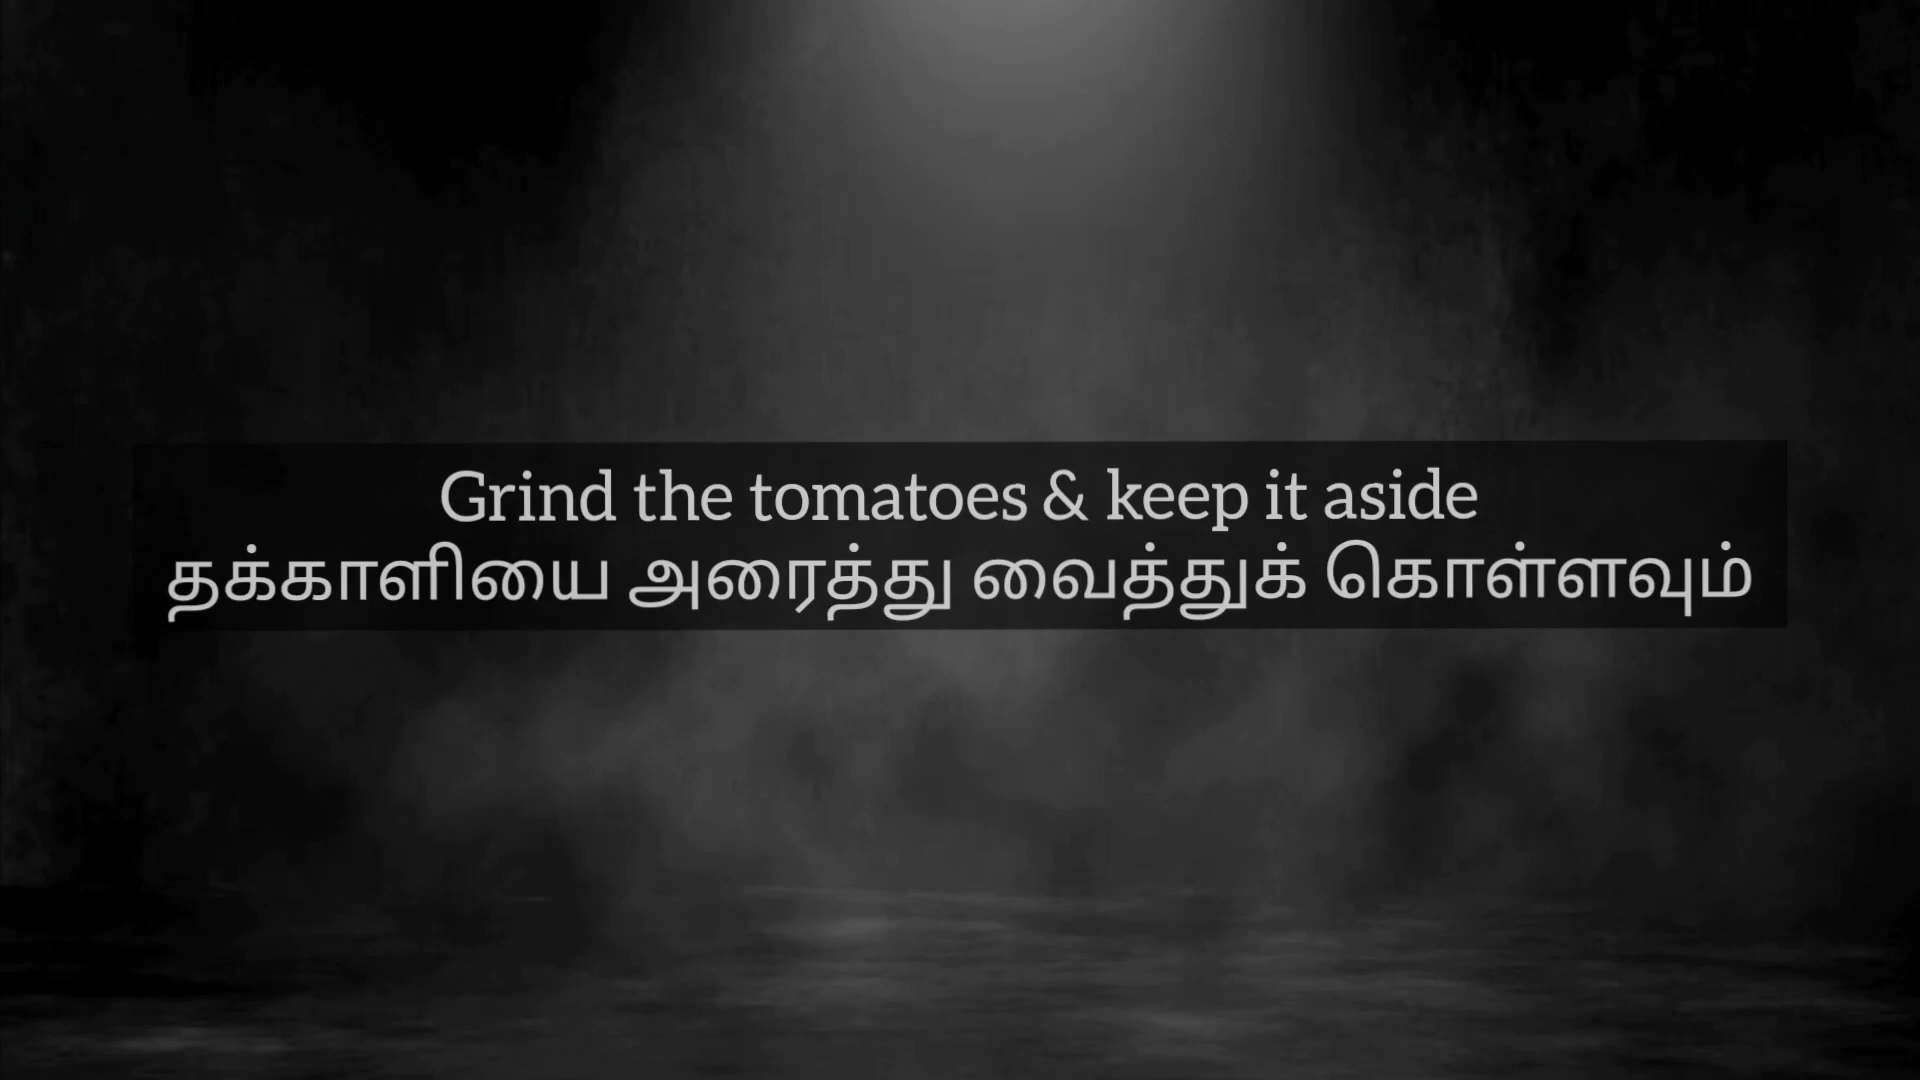 Grind the tomatoes & keep it aside
தக்காளியை அரைத்து வைத்துக் கொள்ளவும்